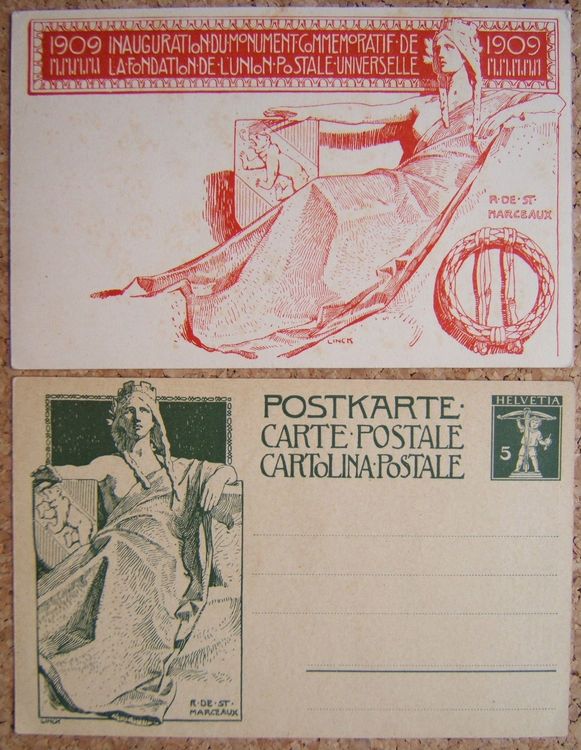 1909 INAUGURATION·DU·MONUMENT·COMMEMORATIF·DE 1909
LA·FONDATION·DE·L'UNION·POSTALE·UNIVERSELLE
R·DE·ST·
MARCEAUX
LINCK
POSTKARTE·
CARTE·POSTALE
CARTOLINA·POSTALE
HELVETIA
5
R·DE·ST·
MARCEAUX
LINCK